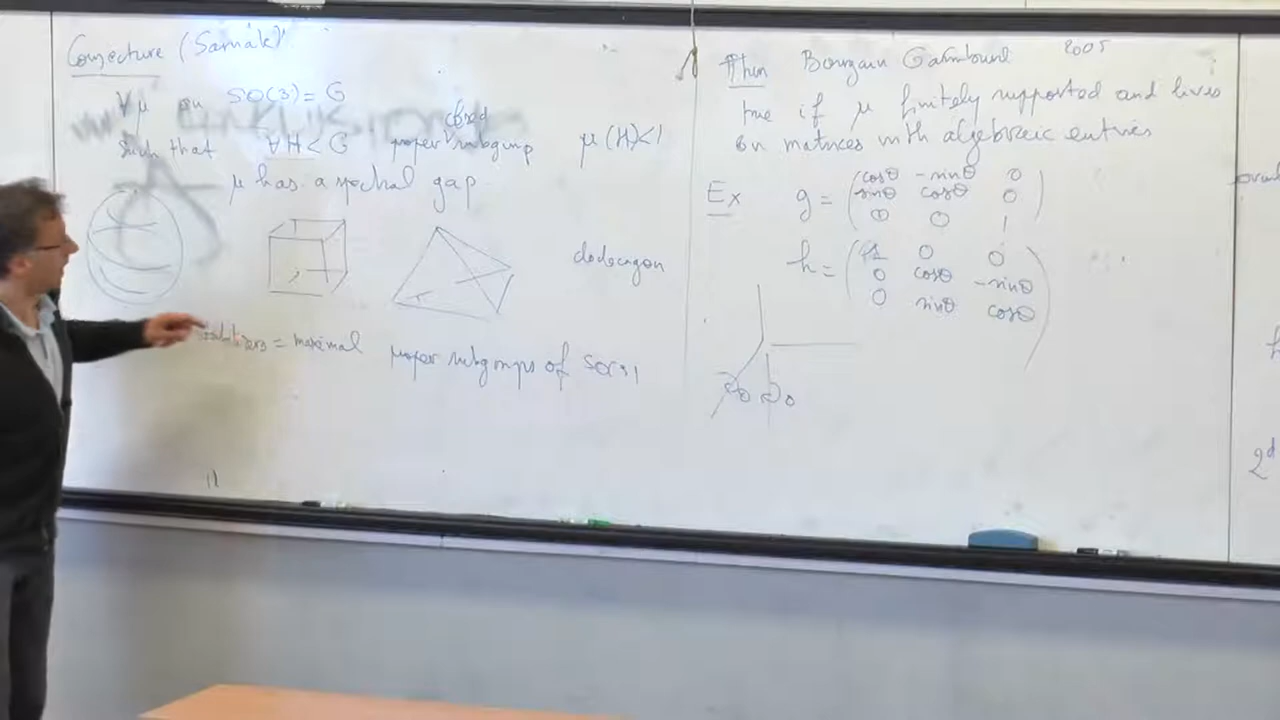 Conjecture (Sarnak)
∀μ on SO(3) = G
closed
Such that ∀H < G proper subgroup μ(H)<1
μ has a spectral gap
dodecagon
= maximal proper subgroups of SO(3)
Thm Bourgain Gamburd 2005
true if μ finitely supported and lives
on matrices with algebraic entries
Ex g = (cosθ -sinθ 0
sinθ cosθ 0
0 0 1)
h = (1 0 0
0 cosθ -sinθ
0 sinθ cosθ)
θ θ
2^d